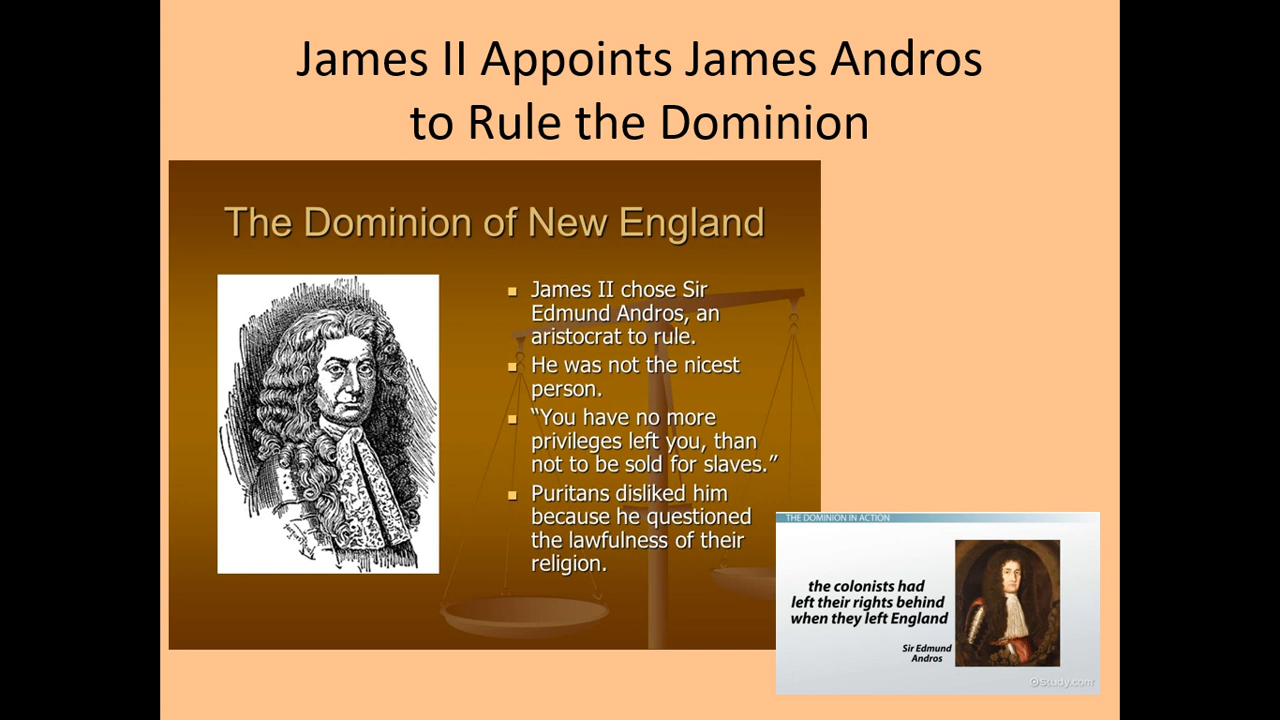 James II Appoints James Andros
to Rule the Dominion
The Dominion of New England
James II chose Sir
Edmund Andros, an
aristocrat to rule.
He was not the nicest
person.
“You have no more
privileges left you, than
not to be sold for slaves.”
Puritans disliked him
because he questioned
the lawfulness of their
religion.
THE DOMINION IN ACTION
the colonists had
left their rights behind
when they left England
Sir Edmund
Andros
Study.com